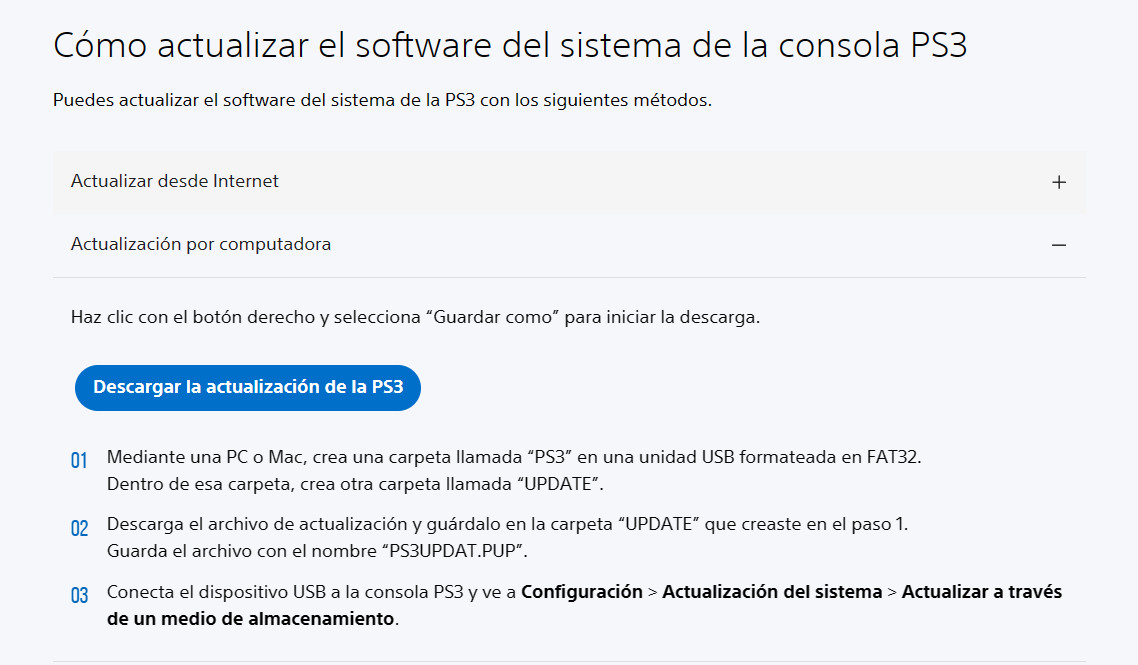 Cómo actualizar el software del sistema de la consola PS3
Puedes actualizar el software del sistema de la PS3 con los siguientes métodos.
Actualizar desde Internet
Actualización por computadora
Haz clic con el botón derecho y selecciona “Guardar como” para iniciar la descarga.
Descargar la actualización de la PS3
01 Mediante una PC o Mac, crea una carpeta llamada “PS3” en una unidad USB formateada en FAT32.
Dentro de esa carpeta, crea otra carpeta llamada “UPDATE”.
02 Descarga el archivo de actualización y guárdalo en la carpeta “UPDATE” que creaste en el paso 1.
Guarda el archivo con el nombre “PS3UPDAT.PUP”.
03 Conecta el dispositivo USB a la consola PS3 y ve a Configuración > Actualización del sistema > Actualizar a través
de un medio de almacenamiento.